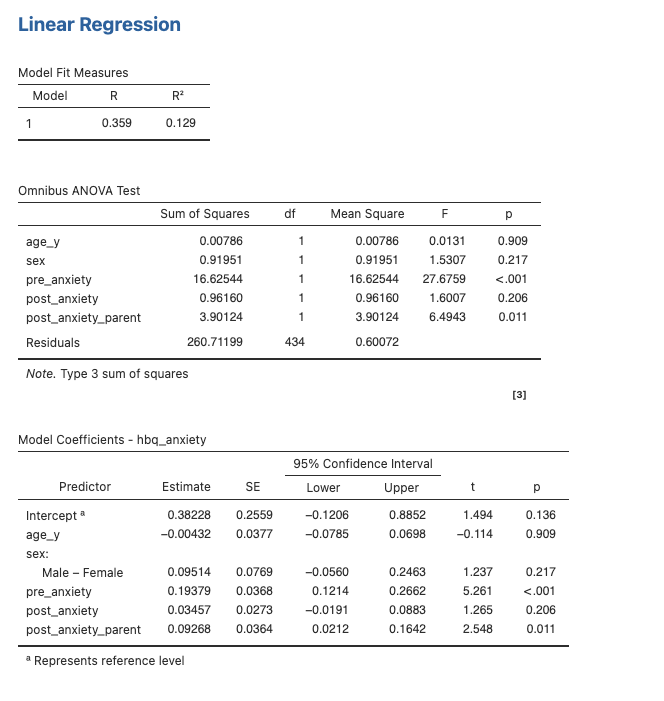 Linear Regression
Model Fit Measures
Model R R²
1 0.359 0.129
Omnibus ANOVA Test
Sum of Squares df Mean Square F p
age_y 0.00786 1 0.00786 0.0131 0.909
sex 0.91951 1 0.91951 1.5307 0.217
pre_anxiety 16.62544 1 16.62544 27.6759 <.001
post_anxiety 0.96160 1 0.96160 1.6007 0.206
post_anxiety_parent 3.90124 1 3.90124 6.4943 0.011
Residuals 260.71199 434 0.60072
Note. Type 3 sum of squares
[3]
Model Coefficients - hbq_anxiety
95% Confidence Interval
Predictor Estimate SE Lower Upper t p
Intercept ᵃ 0.38228 0.2559 −0.1206 0.8852 1.494 0.136
age_y −0.00432 0.0377 −0.0785 0.0698 −0.114 0.909
sex:
Male – Female 0.09514 0.0769 −0.0560 0.2463 1.237 0.217
pre_anxiety 0.19379 0.0368 0.1214 0.2662 5.261 <.001
post_anxiety 0.03457 0.0273 −0.0191 0.0883 1.265 0.206
post_anxiety_parent 0.09268 0.0364 0.0212 0.1642 2.548 0.011
ᵃ Represents reference level